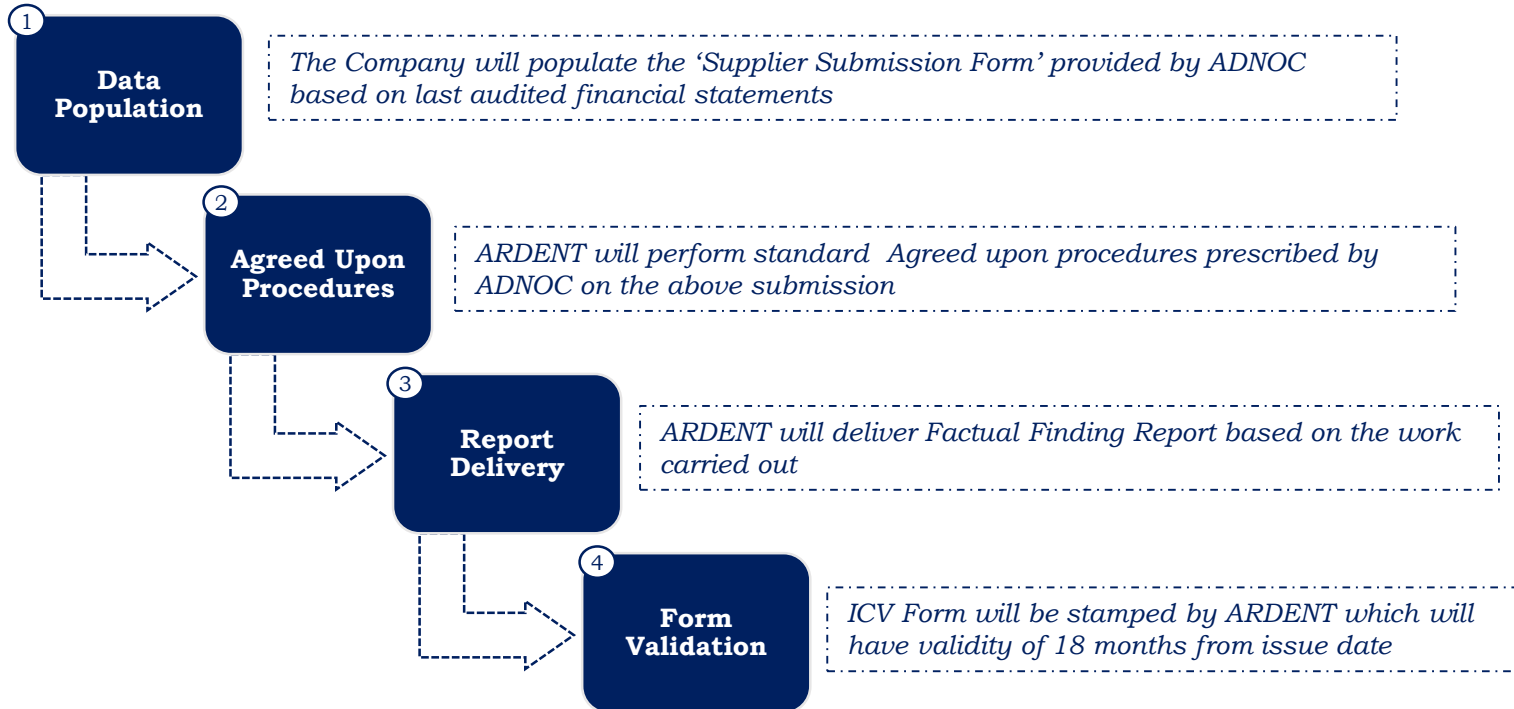 1
Data
Population
The Company will populate the ‘Supplier Submission Form’ provided by ADNOC
based on last audited financial statements
2
Agreed Upon
Procedures
ARDENT will perform standard  Agreed upon procedures prescribed by
ADNOC on the above submission
3
Report
Delivery
ARDENT will deliver Factual Finding Report based on the work
carried out
4
Form
Validation
ICV Form will be stamped by ARDENT which will
have validity of 18 months from issue date